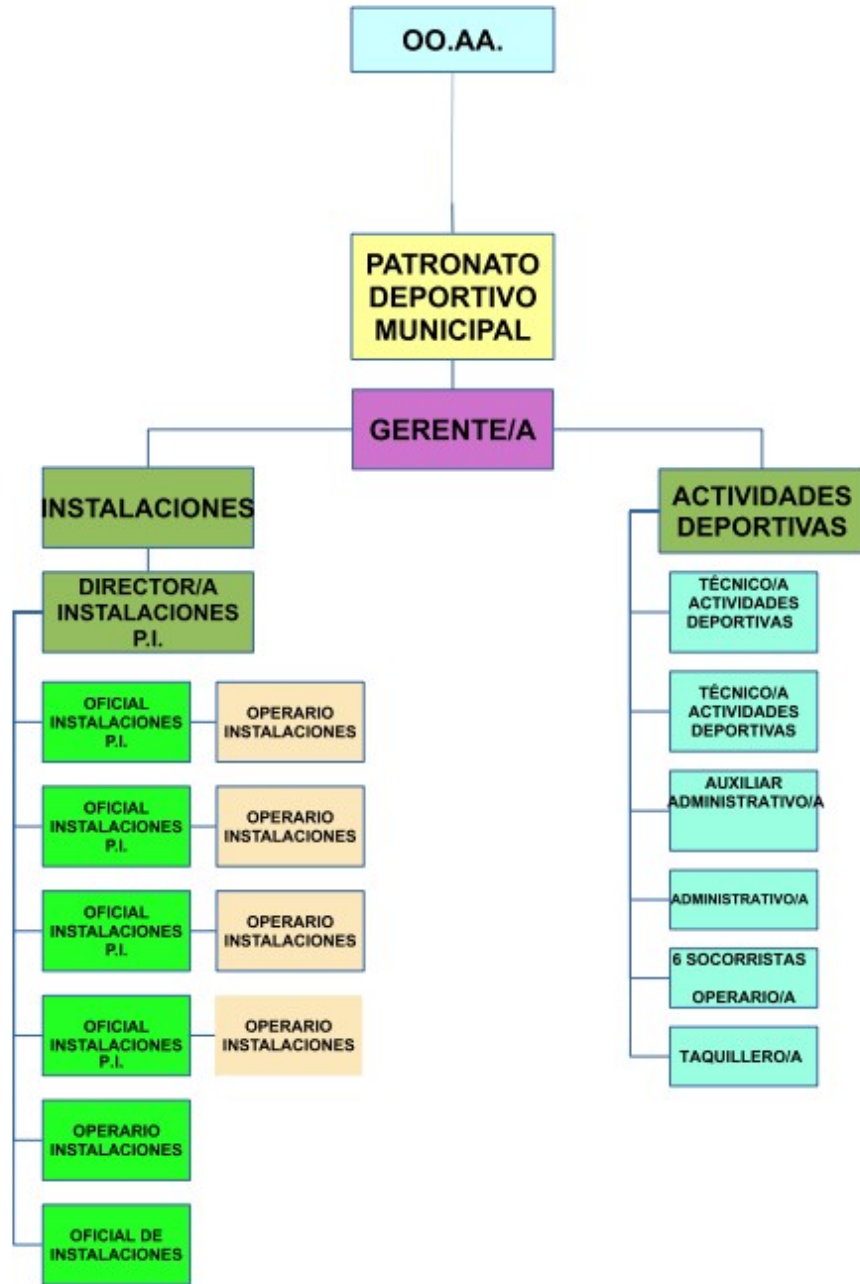 OO.AA.
PATRONATO
DEPORTIVO
MUNICIPAL
GERENTE/A
INSTALACIONES
DIRECTOR/A
INSTALACIONES
P.I.
OFICIAL
INSTALACIONES
P.I.
OPERARIO
INSTALACIONES
OFICIAL
INSTALACIONES
P.I.
OPERARIO
INSTALACIONES
OFICIAL
INSTALACIONES
P.I.
OPERARIO
INSTALACIONES
OFICIAL
INSTALACIONES
P.I.
OPERARIO
INSTALACIONES
OPERARIO
INSTALACIONES
OFICIAL DE
INSTALACIONES
ACTIVIDADES
DEPORTIVAS
TÉCNICO/A
ACTIVIDADES
DEPORTIVAS
TÉCNICO/A
ACTIVIDADES
DEPORTIVAS
AUXILIAR
ADMINISTRATIVO/A
ADMINISTRATIVO/A
6 SOCORRISTAS
OPERARIO/A
TAQUILLERO/A